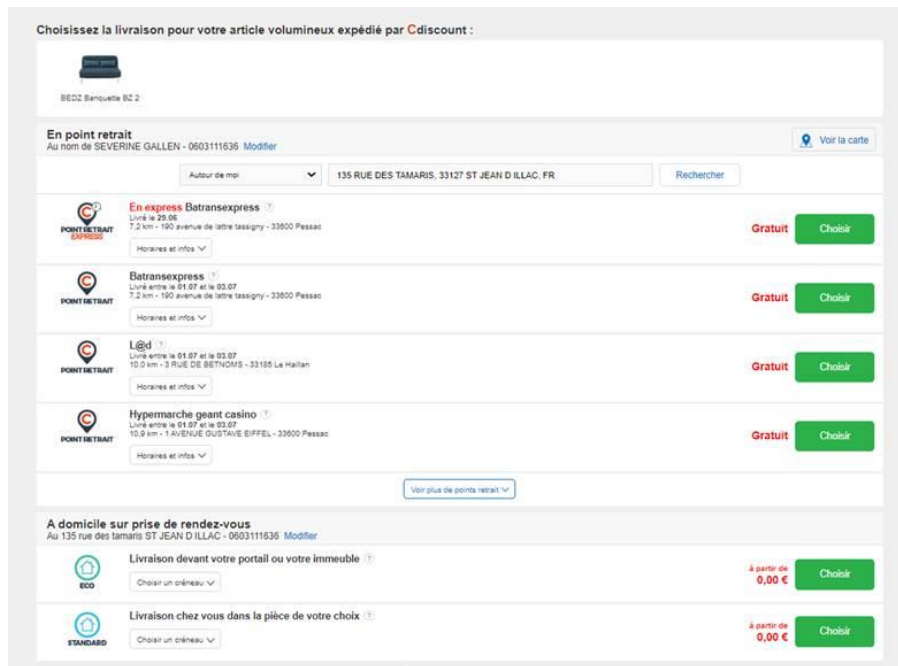 Choisissez la livraison pour votre article volumineux expédié par Cdiscount :
BEDZ Banquette BZ 2
En point retrait
Au nom de SEVERINE GALLEN - 0603111636 Modifier
Voir la carte
Autour de moi
135 RUE DES TAMARIS, 33127 ST JEAN D ILLAC, FR
Rechercher
POINT RETRAIT
EXPRESS
En express Batransexpress ?
Livré le 29.06
7,2 km - 190 avenue de lattre tassigny - 33600 Pessac
Horaires et infos
Gratuit
Choisir
POINT RETRAIT
Batransexpress ?
Livré entre le 01.07 et le 03.07
7,2 km - 190 avenue de lattre tassigny - 33600 Pessac
Horaires et infos
Gratuit
Choisir
POINT RETRAIT
L@d ?
Livré entre le 01.07 et le 03.07
10,0 km - 3 RUE DE BETNOMS - 33185 Le Haillan
Horaires et infos
Gratuit
Choisir
POINT RETRAIT
Hypermarche geant casino ?
Livré entre le 01.07 et le 03.07
10,9 km - 1 AVENUE GUSTAVE EIFFEL - 33600 Pessac
Horaires et infos
Gratuit
Choisir
Voir plus de points retrait
A domicile sur prise de rendez-vous
Au 135 rue des tamaris ST JEAN D ILLAC - 0603111636 Modifier
ECO
Livraison devant votre portail ou votre immeuble ?
Choisir un créneau
à partir de
0,00 €
Choisir
STANDARD
Livraison chez vous dans la pièce de votre choix ?
Choisir un créneau
à partir de
0,00 €
Choisir